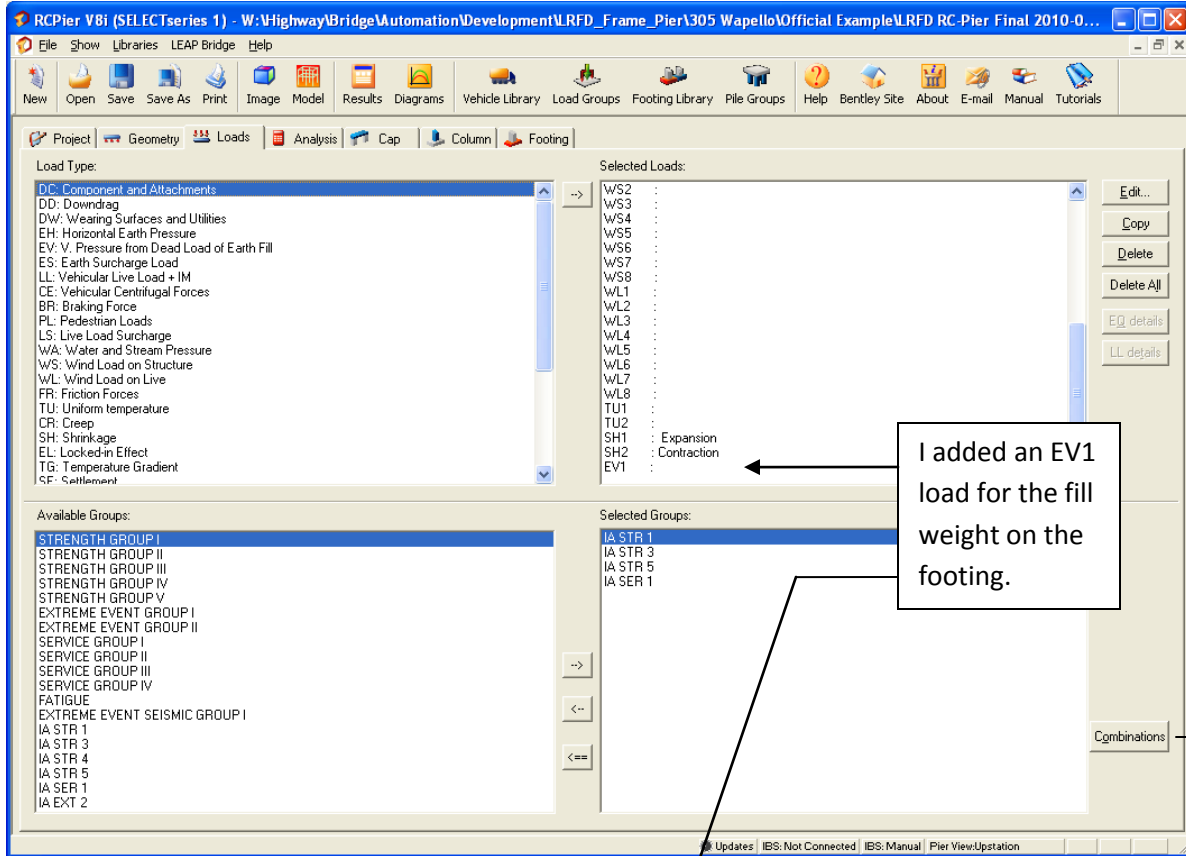 RCPier V8i (SELECTseries 1) - W:\Highway\Bridge\Automation\Development\LRFD_Frame_Pier\305 Wapello\Official Example\LRFD RC-Pier Final 2010-0...
File Show Libraries LEAP Bridge Help
New Open Save Save As Print Image Model Results Diagrams Vehicle Library Load Groups Footing Library Pile Groups Help Bentley Site About E-mail Manual Tutorials
Project Geometry Loads Analysis Cap Column Footing
Load Type:
DC: Component and Attachments
DD: Downdrag
DW: Wearing Surfaces and Utilities
EH: Horizontal Earth Pressure
EV: V. Pressure from Dead Load of Earth Fill
ES: Earth Surcharge Load
LL: Vehicular Live Load + IM
CE: Vehicular Centrifugal Forces
BR: Braking Force
PL: Pedestrian Loads
LS: Live Load Surcharge
WA: Water and Stream Pressure
WS: Wind Load on Structure
WL: Wind Load on Live
FR: Friction Forces
TU: Uniform temperature
CR: Creep
SH: Shrinkage
EL: Locked-in Effect
TG: Temperature Gradient
SE: Settlement
-->
Selected Loads:
WS2 :
WS3 :
WS4 :
WS5 :
WS6 :
WS7 :
WS8 :
WL1 :
WL2 :
WL3 :
WL4 :
WL5 :
WL6 :
WL7 :
WL8 :
TU1 :
TU2 :
SH1 : Expansion
SH2 : Contraction
EV1 :
Edit...
Copy
Delete
Delete All
EQ details
LL details
I added an EV1
load for the fill
weight on the
footing.
Available Groups:
STRENGTH GROUP I
STRENGTH GROUP II
STRENGTH GROUP III
STRENGTH GROUP IV
STRENGTH GROUP V
EXTREME EVENT GROUP I
EXTREME EVENT GROUP II
SERVICE GROUP I
SERVICE GROUP II
SERVICE GROUP III
SERVICE GROUP IV
FATIGUE
EXTREME EVENT SEISMIC GROUP I
IA STR 1
IA STR 3
IA STR 4
IA STR 5
IA SER 1
IA EXT 2
-->
<--
<==
Selected Groups:
IA STR 1
IA STR 3
IA STR 5
IA SER 1
Combinations
Updates IBS: Not Connected IBS: Manual Pier View:Upstation